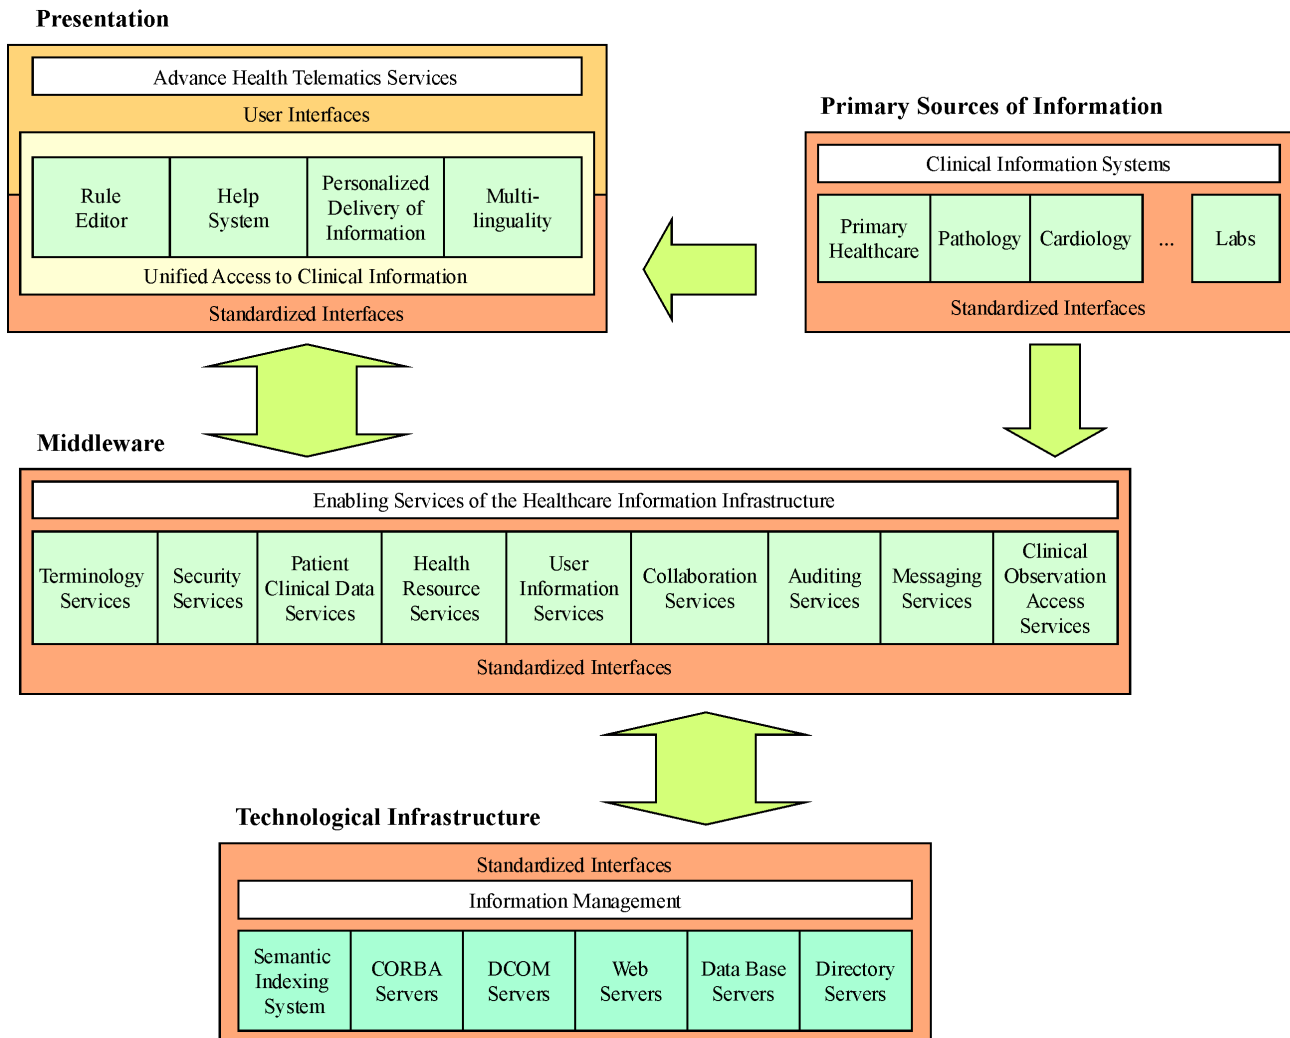 Presentation
Advance Health Telematics Services
User Interfaces
Rule
Editor
Help
System
Personalized
Delivery of
Information
Multi-
linguality
Unified Access to Clinical Information
Standardized Interfaces
Primary Sources of Information
Clinical Information Systems
Primary
Healthcare
Pathology
Cardiology
...
Labs
Standardized Interfaces
Middleware
Enabling Services of the Healthcare Information Infrastructure
Terminology
Services
Security
Services
Patient
Clinical Data
Services
Health
Resource
Services
User
Information
Services
Collaboration
Services
Auditing
Services
Messaging
Services
Clinical
Observation
Access
Services
Standardized Interfaces
Technological Infrastructure
Standardized Interfaces
Information Management
Semantic
Indexing
System
CORBA
Servers
DCOM
Servers
Web
Servers
Data Base
Servers
Directory
Servers